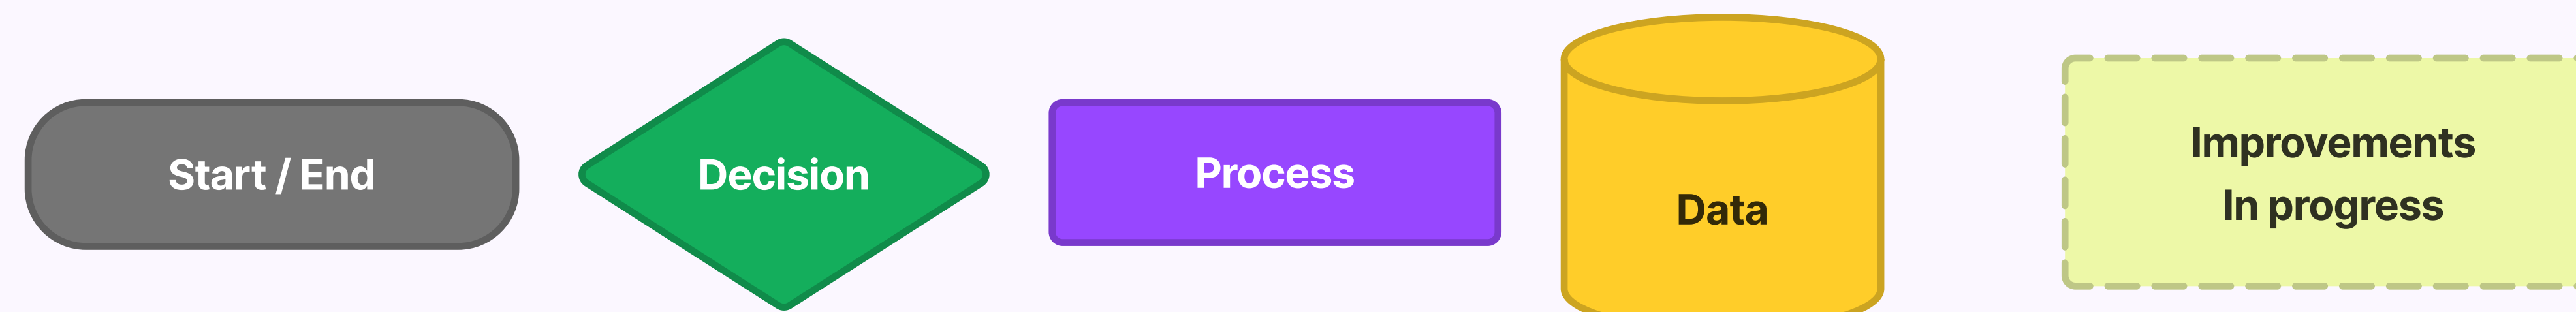 Start / End
Decision
Process
Data
Improvements
In progress